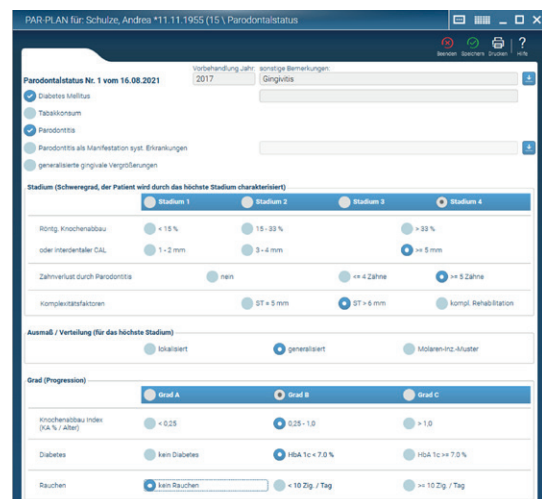 PAR-PLAN für: Schulze, Andrea *11.11.1955 (15 \ Parodontalstatus
Beenden Speichern Drucken Hilfe
Vorbehandlung Jahr: sonstige Bemerkungen:
Parodontalstatus Nr. 1 vom 16.08.2021 2017 Gingivitis
Diabetes Mellitus
Tabakkonsum
Parodontitis
Parodontitis als Manifestation syst. Erkrankungen
generalisierte gingivale Vergrößerungen
Stadium (Schweregrad, der Patient wird durch das höchste Stadium charakterisiert)
Stadium 1 Stadium 2 Stadium 3 Stadium 4
Röntg. Knochenabbau < 15 % 15 - 33 % > 33 %
oder interdentaler CAL 1 - 2 mm 3 - 4 mm >= 5 mm
Zahnverlust durch Parodontitis nein <= 4 Zähne >= 5 Zähne
Komplexitätsfaktoren ST = 5 mm ST > 6 mm kompl. Rehabilitation
Ausmaß / Verteilung (für das höchste Stadium)
lokalisiert generalisiert Molaren-Inz.-Muster
Grad (Progression)
Grad A Grad B Grad C
Knochenabbau Index
(KA % / Alter) < 0,25 0,25 - 1,0 > 1,0
Diabetes kein Diabetes HbA 1c < 7.0 % HbA 1c >= 7.0 %
Rauchen kein Rauchen < 10 Zig. / Tag >= 10 Zig. / Tag